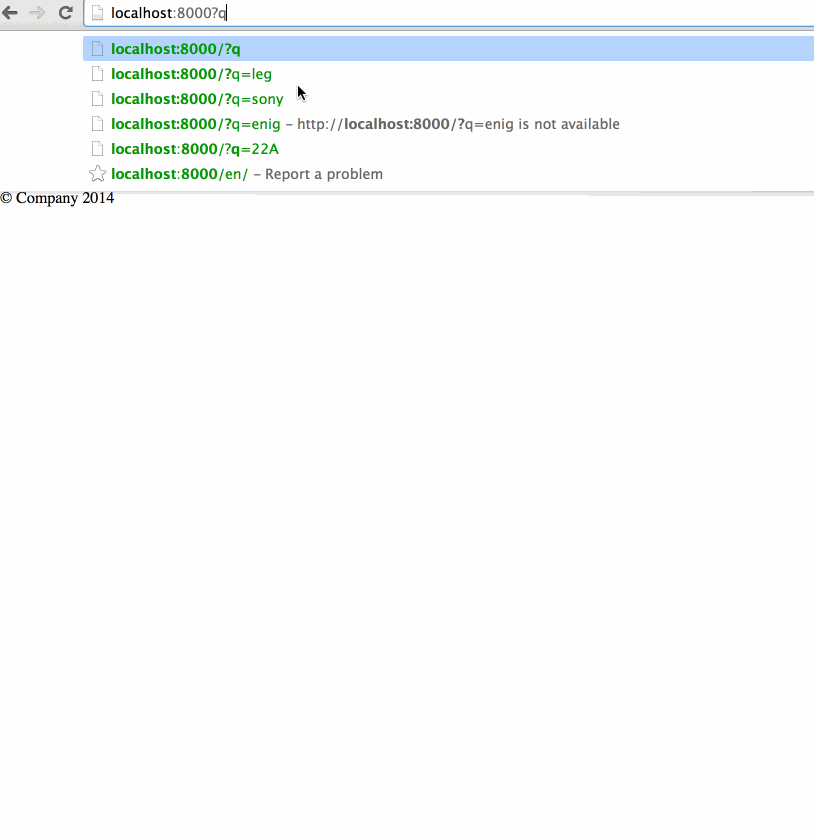 localhost:8000?q
localhost:8000/?q
localhost:8000/?q=leg
localhost:8000/?q=sony
localhost:8000/?q=enig – http://localhost:8000/?q=enig is not available
localhost:8000/?q=22A
localhost:8000/en/ – Report a problem
© Company 2014